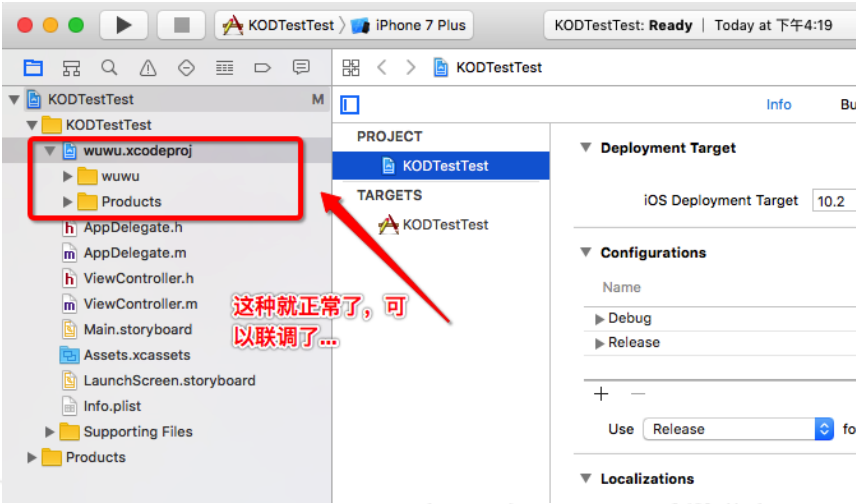 KODTestTest
iPhone 7 Plus
KODTestTest: Ready | Today at 下午4:19
KODTestTest
KODTestTest M
KODTestTest
wuwu.xcodeproj
wuwu
Products
AppDelegate.h
AppDelegate.m
ViewController.h
ViewController.m
Main.storyboard
Assets.xcassets
LaunchScreen.storyboard
Info.plist
Supporting Files
Products
这种就正常了，可
以联调了...
Info
Bu
PROJECT
KODTestTest
TARGETS
KODTestTest
Deployment Target
iOS Deployment Target 10.2
Configurations
Name
Debug
Release
Use Release fo
Localizations